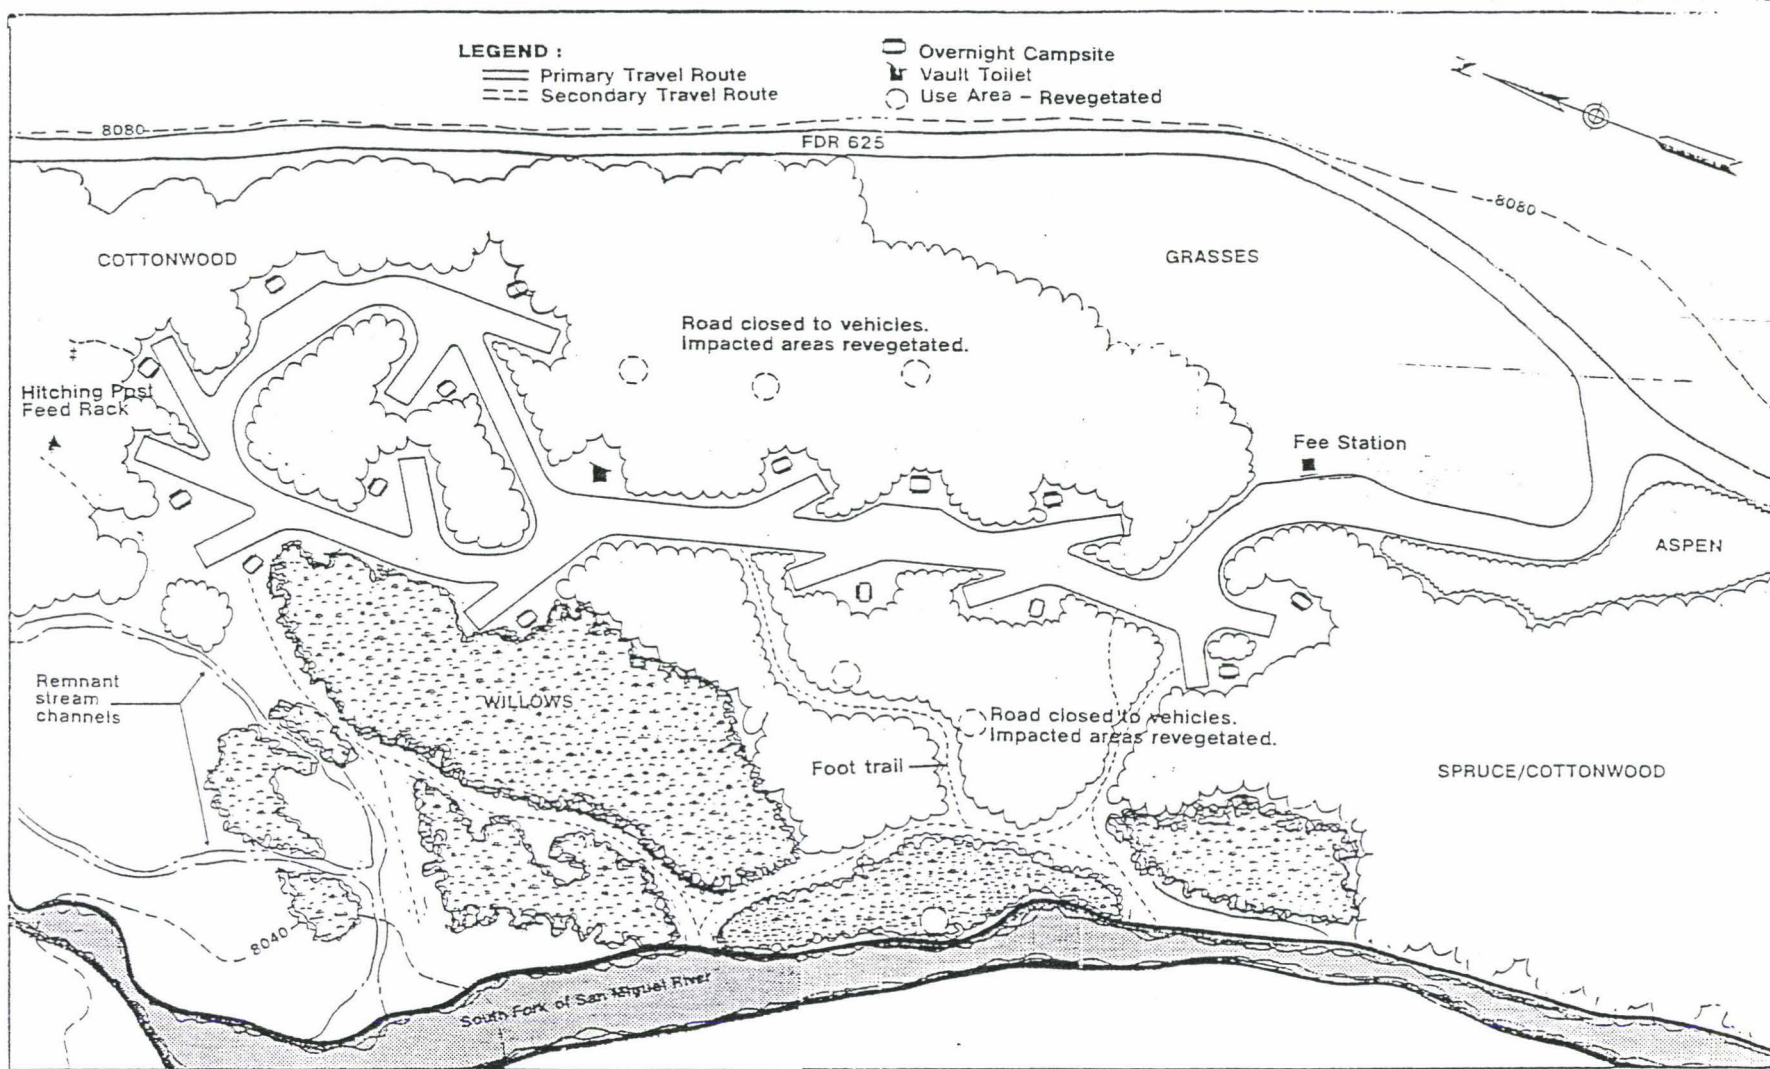 LEGEND :
Primary Travel Route
Secondary Travel Route
Overnight Campsite
Vault Toilet
Use Area - Revegetated
8080
FDR 625
8080
COTTONWOOD
GRASSES
Road closed to vehicles.
Impacted areas revegetated.
Hitching Post
Feed Rack
Fee Station
ASPEN
Remnant
stream
channels
WILLOWS
Road closed to vehicles.
Impacted areas revegetated.
Foot trail
SPRUCE/COTTONWOOD
8040
South Fork of San Miguel River